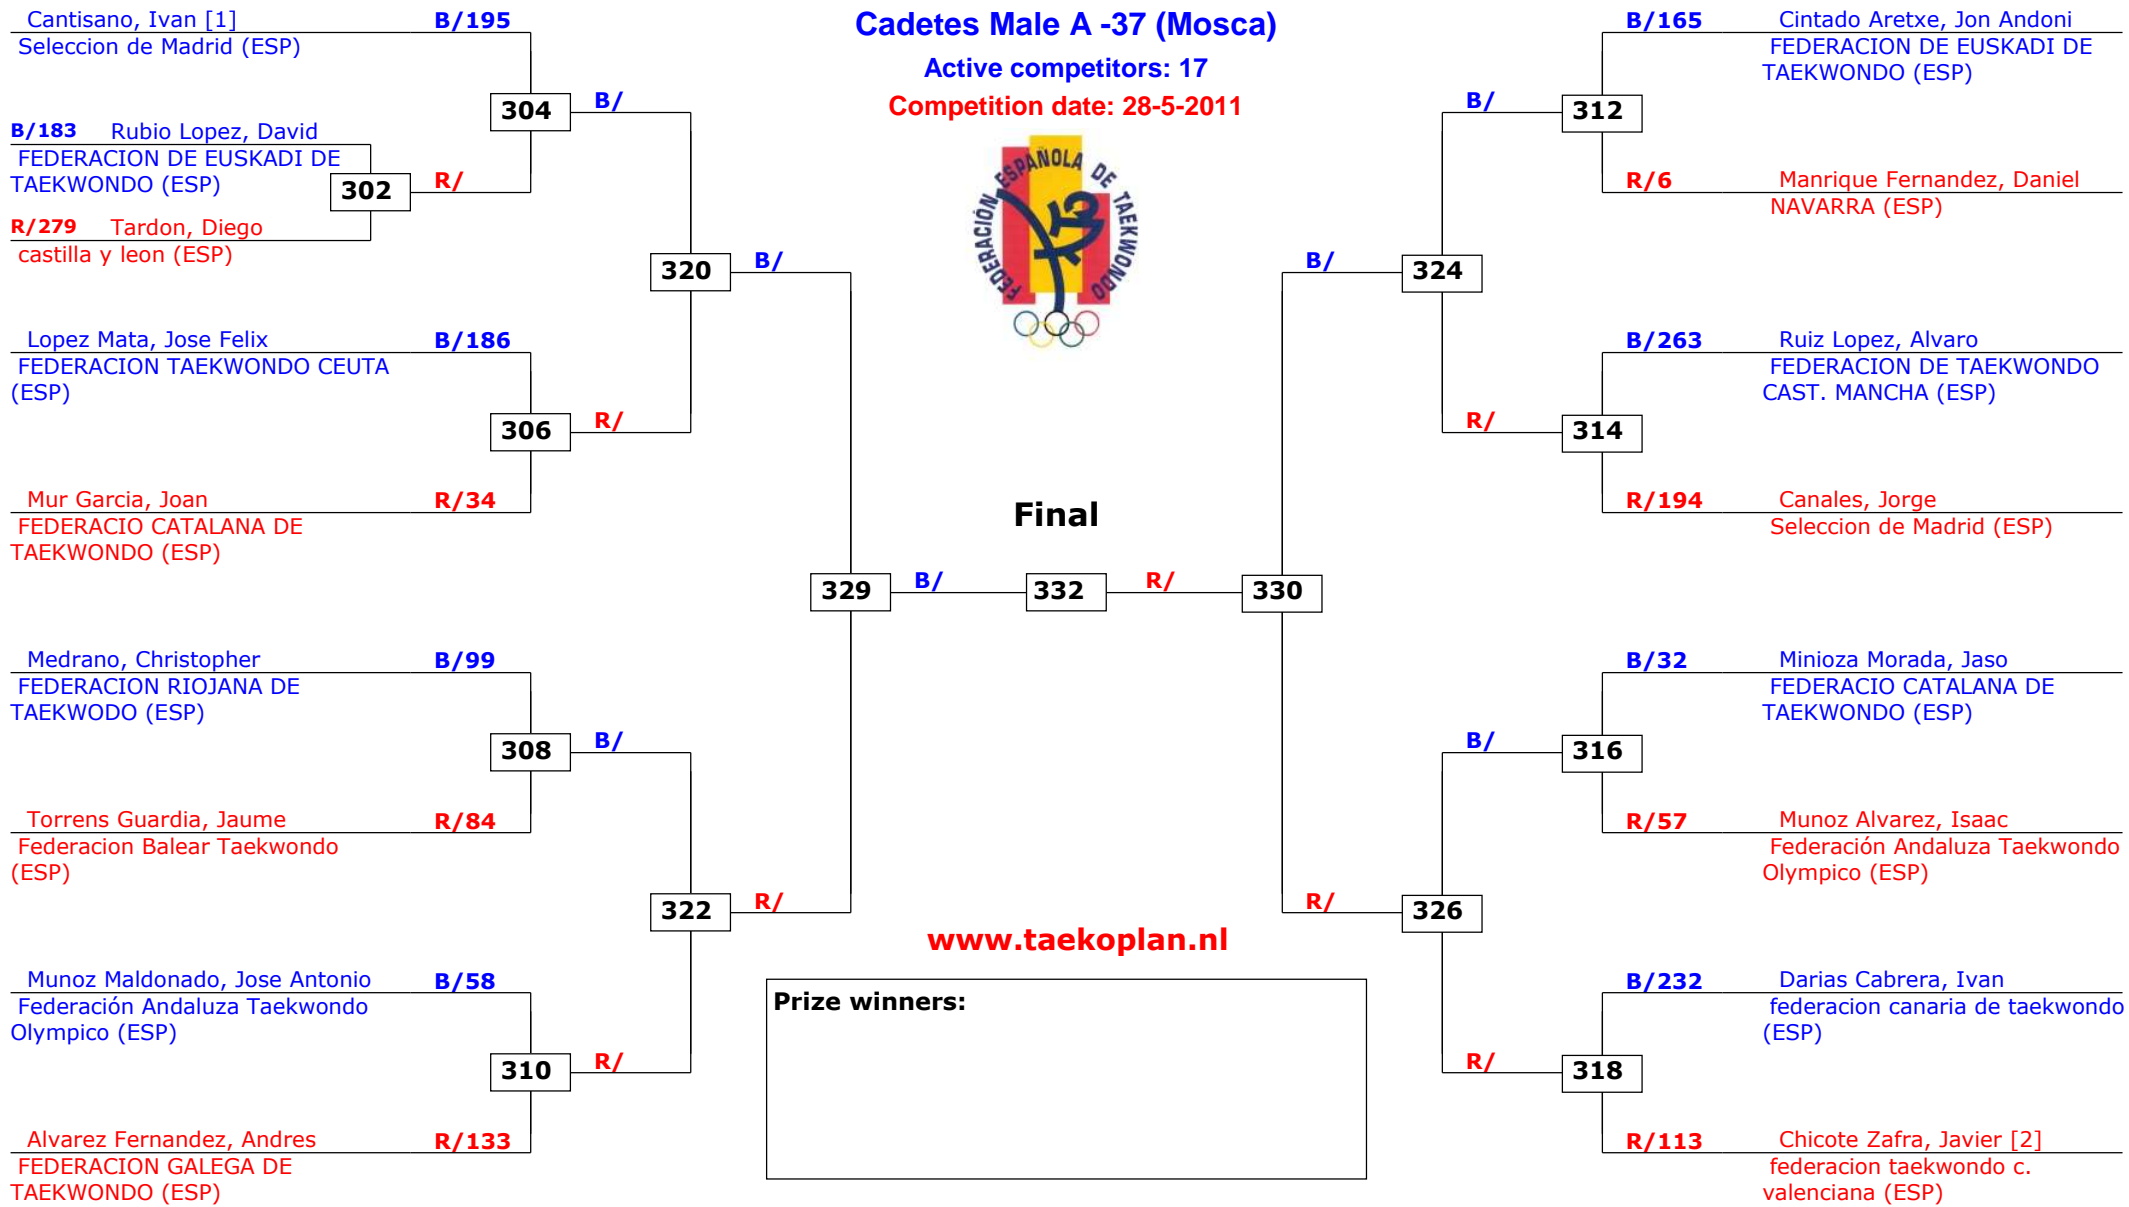 Cadetes Male A -37 (Mosca)
Active competitors: 17
Competition date: 28-5-2011
FEDERACIÓN ESPAÑOLA DE TAEKWONDO
Cantisano, Ivan [1] B/195
Seleccion de Madrid (ESP)
304
B/
B/183 Rubio Lopez, David
FEDERACION DE EUSKADI DE
TAEKWONDO (ESP)
302
R/
R/279 Tardon, Diego
castilla y leon (ESP)
320
B/
Lopez Mata, Jose Felix B/186
FEDERACION TAEKWONDO CEUTA
(ESP)
306
R/
Mur Garcia, Joan R/34
FEDERACIO CATALANA DE
TAEKWONDO (ESP)
Final
329
B/
332
R/
330
Medrano, Christopher B/99
FEDERACION RIOJANA DE
TAEKWODO (ESP)
308
B/
Torrens Guardia, Jaume R/84
Federacion Balear Taekwondo
(ESP)
322
R/
Munoz Maldonado, Jose Antonio B/58
Federación Andaluza Taekwondo
Olympico (ESP)
310
R/
Alvarez Fernandez, Andres R/133
FEDERACION GALEGA DE
TAEKWONDO (ESP)
B/165 Cintado Aretxe, Jon Andoni
FEDERACION DE EUSKADI DE
TAEKWONDO (ESP)
B/
312
R/6 Manrique Fernandez, Daniel
NAVARRA (ESP)
B/
324
B/263 Ruiz Lopez, Alvaro
FEDERACION DE TAEKWONDO
CAST. MANCHA (ESP)
R/
314
R/194 Canales, Jorge
Seleccion de Madrid (ESP)
B/32 Minioza Morada, Jaso
FEDERACIO CATALANA DE
TAEKWONDO (ESP)
B/
316
R/57 Munoz Alvarez, Isaac
Federación Andaluza Taekwondo
Olympico (ESP)
R/
326
B/232 Darias Cabrera, Ivan
federacion canaria de taekwondo
(ESP)
R/
318
R/113 Chicote Zafra, Javier [2]
federacion taekwondo c.
valenciana (ESP)
www.taekoplan.nl
Prize winners: